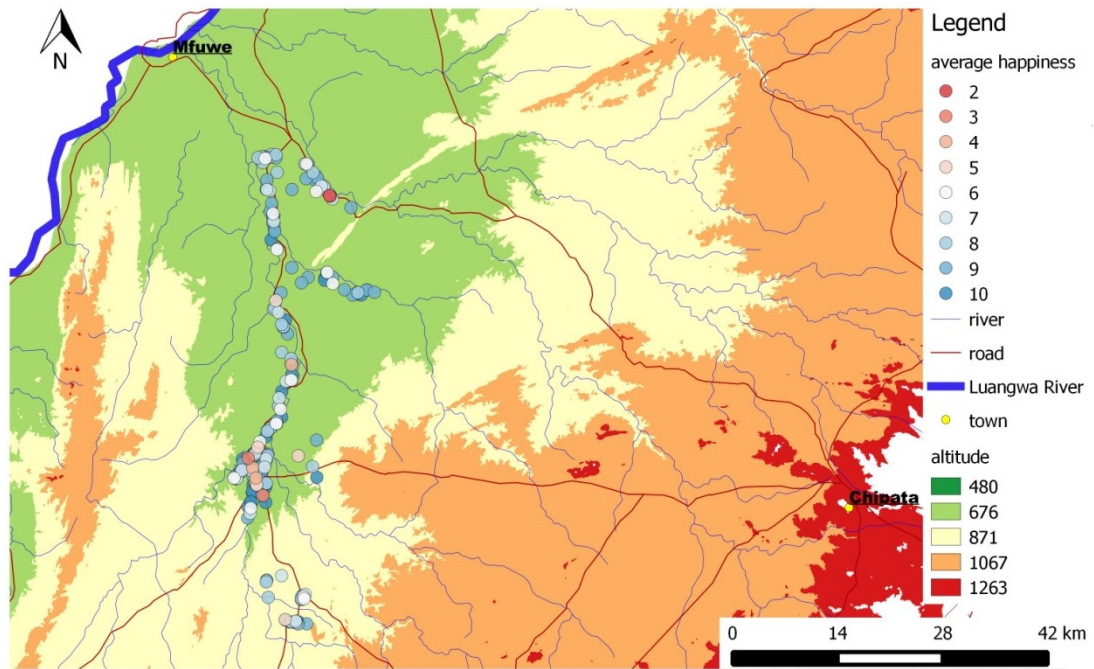 Mfuwe
N
Chipata
Legend
average happiness
2
3
4
5
6
7
8
9
10
river
road
Luangwa River
town
altitude
480
676
871
1067
1263
0 14 28 42 km